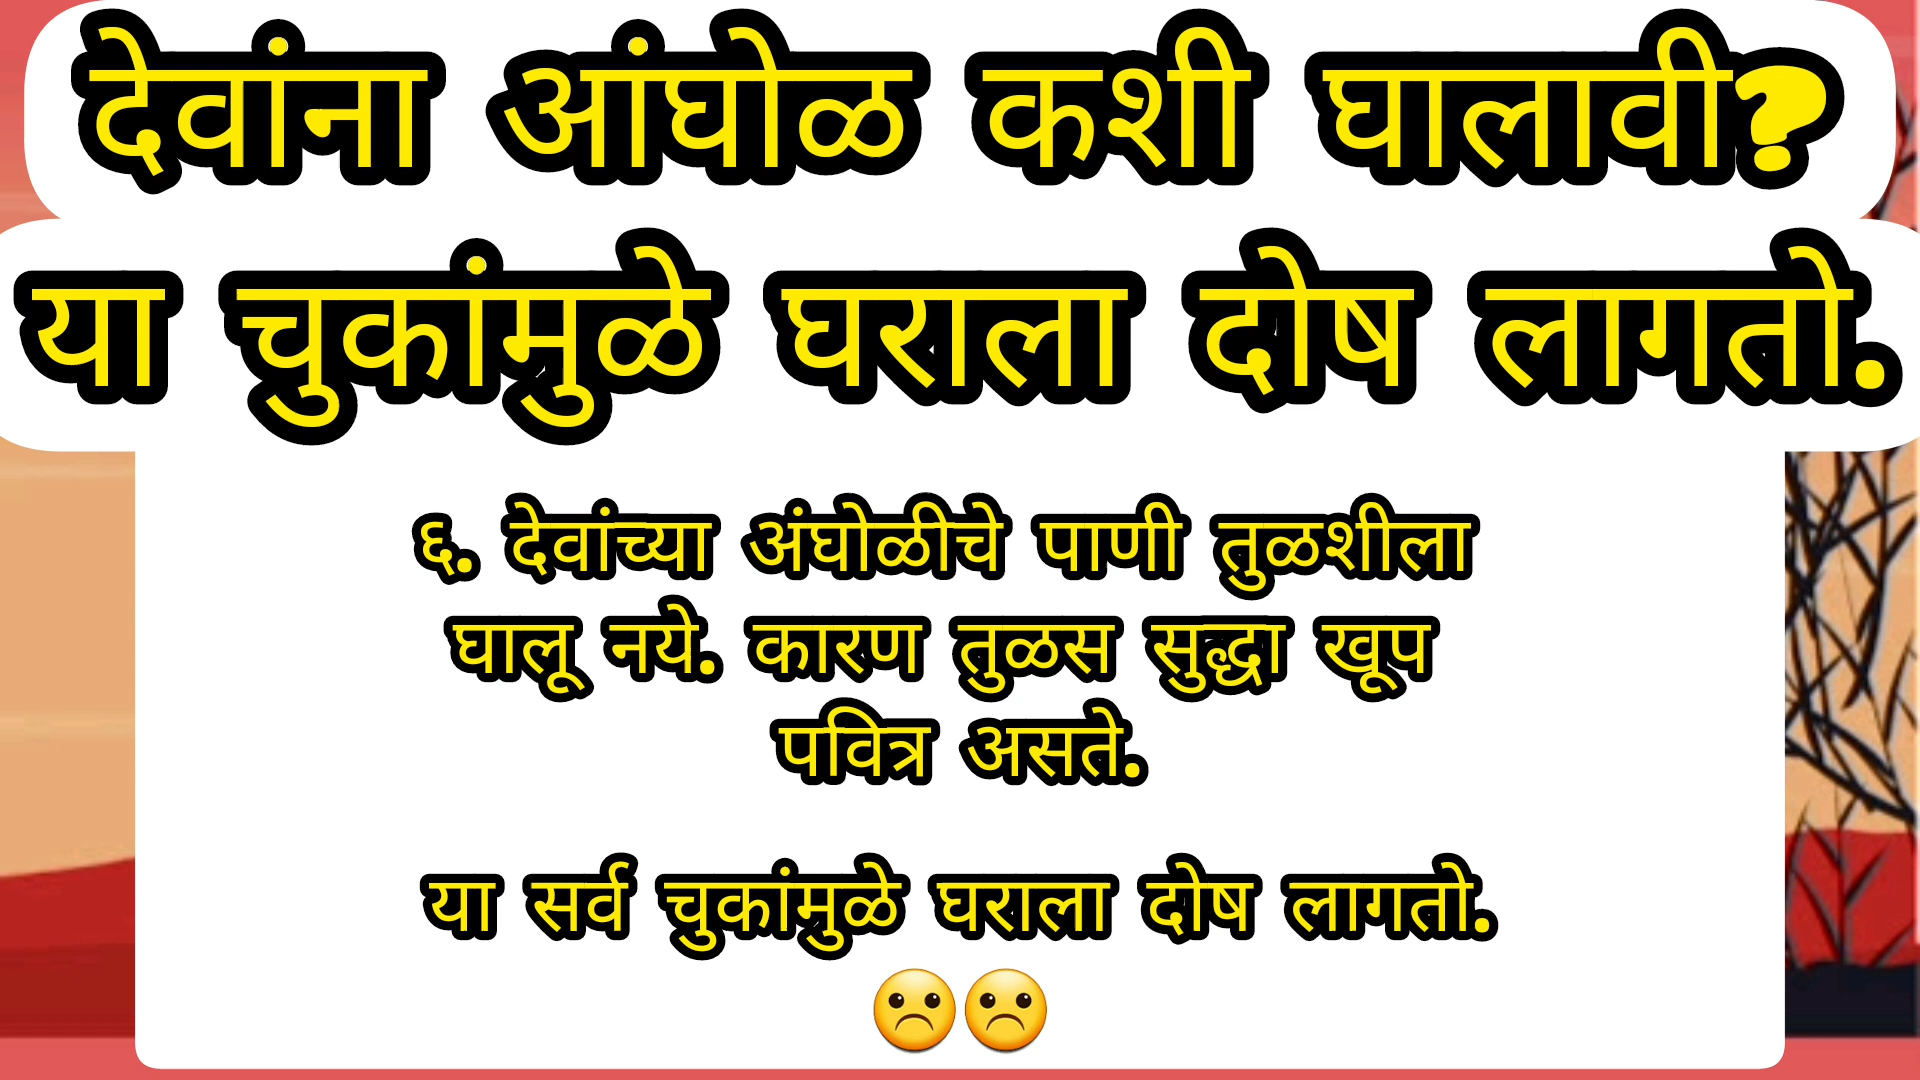 देवांना आंघोळ कशी घालावी?
या चुकांमुळे घराला दोष लागतो.
६. देवांच्या अंघोळीचे पाणी तुळशीला
घालू नये. कारण तुळस सुद्धा खूप
पवित्र असते.
या सर्व चुकांमुळे घराला दोष लागतो.
☹️☹️